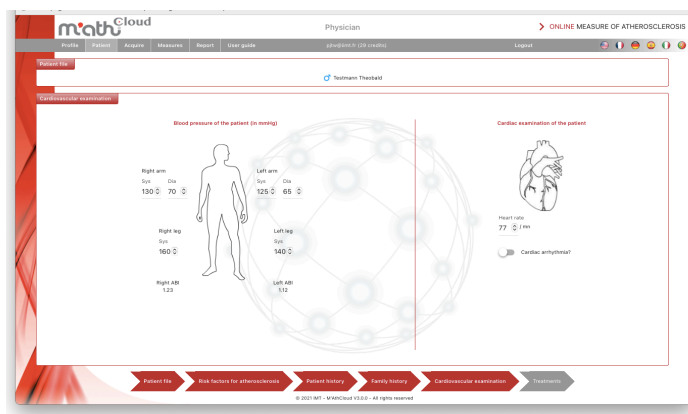 m'ath Cloud
Physician
> ONLINE MEASURE OF ATHEROSCLEROSIS
Profile Patient Acquire Measures Report User guide
Logout
Patient file
Testmann Theobald
Cardiovascular examination
Blood pressure of the patient (in mmHg)
Cardiac examination of the patient
Right arm
Sys Dia
130 70
Left arm
Sys Dia
125 65
Right leg
Sys
160
Left leg
Sys
140
Right ABI
1.23
Left ABI
1.12
Heart rate
77 / mn
Cardiac arrhythmia?
Patient file Risk factors for atherosclerosis Patient history Family history Cardiovascular examination Treatments
© 2021 IMT - M'AthCloud V3.0.0 - All rights reserved